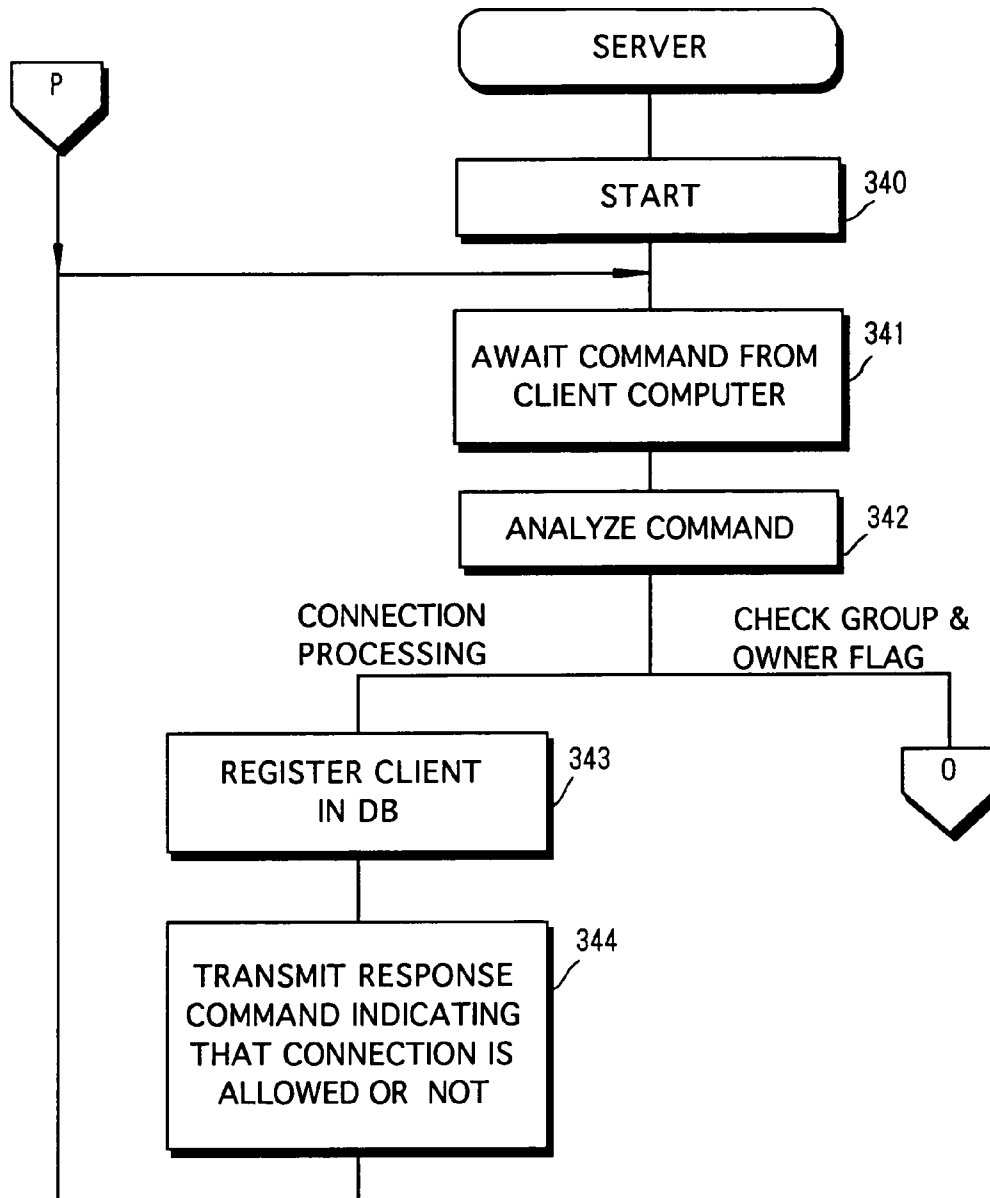 SERVER
P
START
340
AWAIT COMMAND FROM
CLIENT COMPUTER
341
ANALYZE COMMAND
342
CONNECTION
PROCESSING
CHECK GROUP &
OWNER FLAG
REGISTER CLIENT
IN DB
343
O
TRANSMIT RESPONSE
COMMAND INDICATING
THAT CONNECTION IS
ALLOWED OR NOT
344